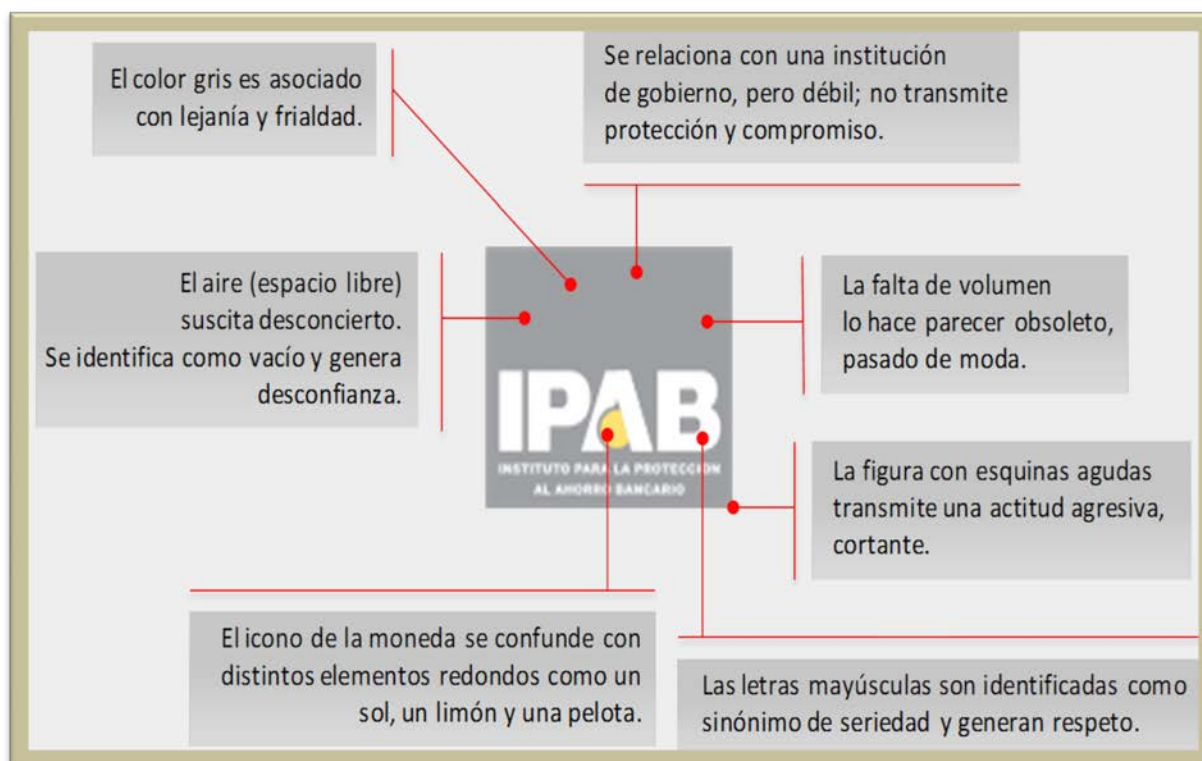 El color gris es asociado
con lejanía y frialdad.
Se relaciona con una institución
de gobierno, pero débil; no transmite
protección y compromiso.
El aire (espacio libre)
suscita desconcierto.
Se identifica como vacío y genera
desconfianza.
La falta de volumen
lo hace parecer obsoleto,
pasado de moda.
IPAB
INSTITUTO PARA LA PROTECCIÓN
AL AHORRO BANCARIO
La figura con esquinas agudas
transmite una actitud agresiva,
cortante.
El icono de la moneda se confunde con
distintos elementos redondos como un
sol, un limón y una pelota.
Las letras mayúsculas son identificadas como
sinónimo de seriedad y generan respeto.